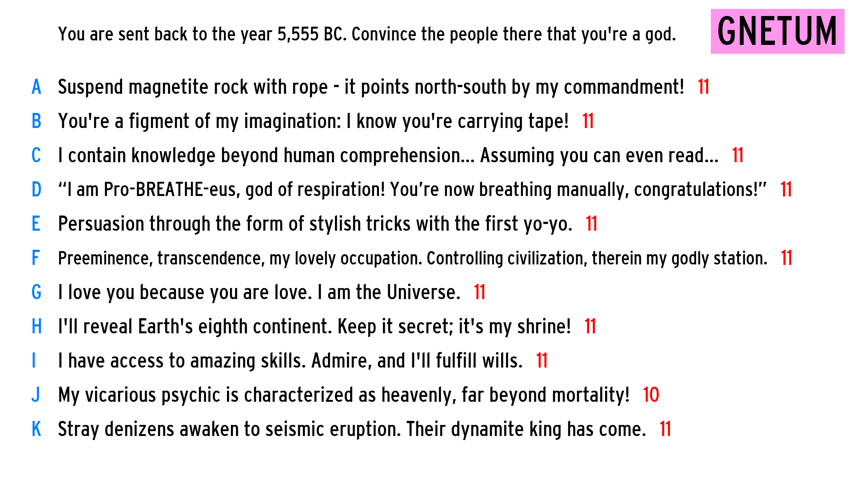 You are sent back to the year 5,555 BC. Convince the people there that you're a god.
GNETUM
A Suspend magnetite rock with rope - it points north-south by my commandment! 11
B You're a figment of my imagination: I know you're carrying tape! 11
C I contain knowledge beyond human comprehension... Assuming you can even read... 11
D “I am Pro-BREATHE-eus, god of respiration! You’re now breathing manually, congratulations!” 11
E Persuasion through the form of stylish tricks with the first yo-yo. 11
F Preeminence, transcendence, my lovely occupation. Controlling civilization, therein my godly station. 11
G I love you because you are love. I am the Universe. 11
H I'll reveal Earth's eighth continent. Keep it secret; it's my shrine! 11
I I have access to amazing skills. Admire, and I'll fulfill wills. 11
J My vicarious psychic is characterized as heavenly, far beyond mortality! 10
K Stray denizens awaken to seismic eruption. Their dynamite king has come. 11